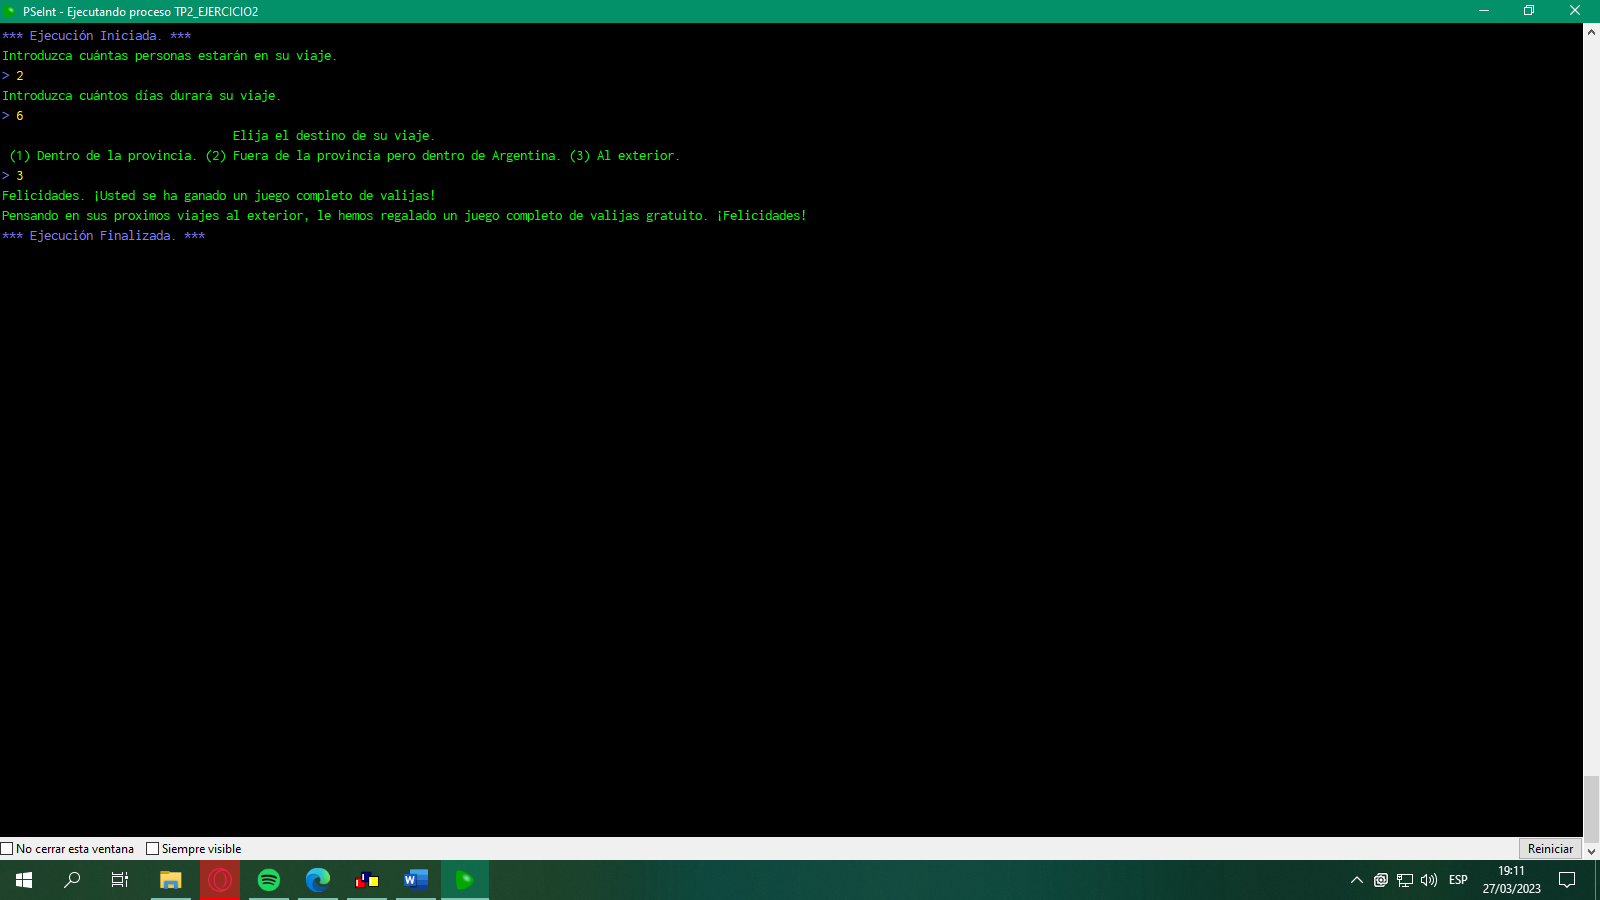 PSeInt - Ejecutando proceso TP2_EJERCICIO2
*** Ejecución Iniciada. ***
Introduzca cuántas personas estarán en su viaje.
> 2
Introduzca cuántos días durará su viaje.
> 6
Elija el destino de su viaje.
(1) Dentro de la provincia. (2) Fuera de la provincia pero dentro de Argentina. (3) Al exterior.
> 3
Felicidades. ¡Usted se ha ganado un juego completo de valijas!
Pensando en sus proximos viajes al exterior, le hemos regalado un juego completo de valijas gratuito. ¡Felicidades!
*** Ejecución Finalizada. ***
No cerrar esta ventana Siempre visible Reiniciar
ESP 19:11
27/03/2023